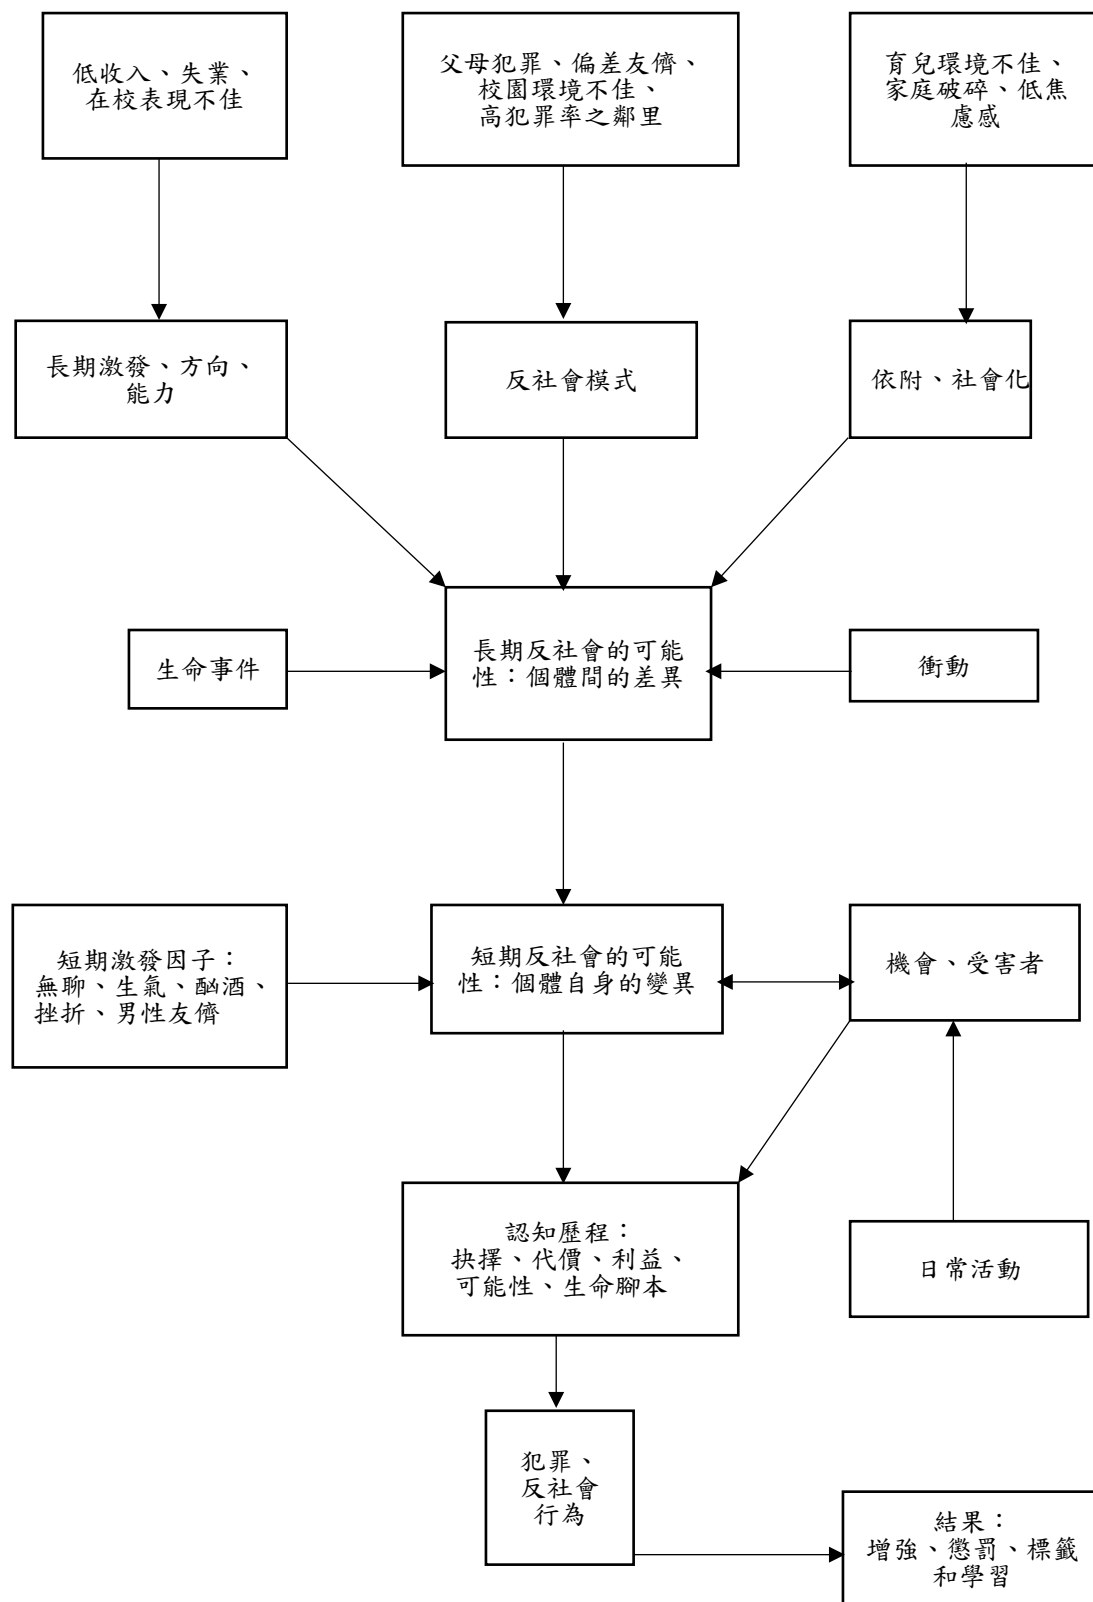 低收入、失業、
在校表現不佳
父母犯罪、偏差友儕、
校園環境不佳、
高犯罪率之鄰里
育兒環境不佳、
家庭破碎、低焦
慮感
長期激發、方向、
能力
反社會模式
依附、社會化
長期反社會的可能
性：個體間的差異
生命事件
衝動
短期激發因子：
無聊、生氣、酗酒、
挫折、男性友儕
短期反社會的可能
性：個體自身的變異
機會、受害者
認知歷程：
抉擇、代價、利益、
可能性、生命腳本
日常活動
犯罪、
反社會
行為
結果：
增強、懲罰、標籤
和學習